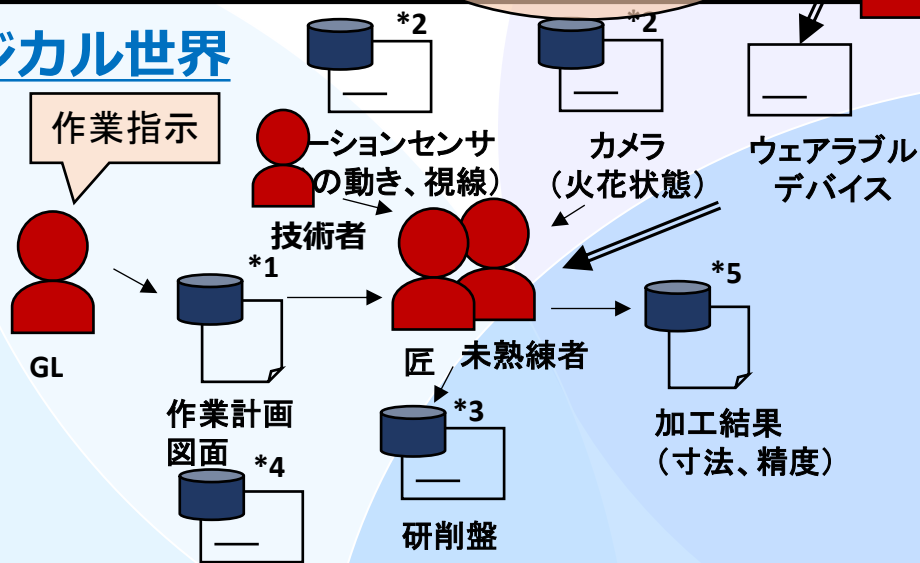 ジカル世界
*2
*2
作業指示
ーションセンサ
の動き、視線）
カメラ
（火花状態）
ウェアラブル
デバイス
技術者
*1
*5
GL
匠
未熟練者
作業計画
図面
*3
加工結果
（寸法、精度）
*4
研削盤